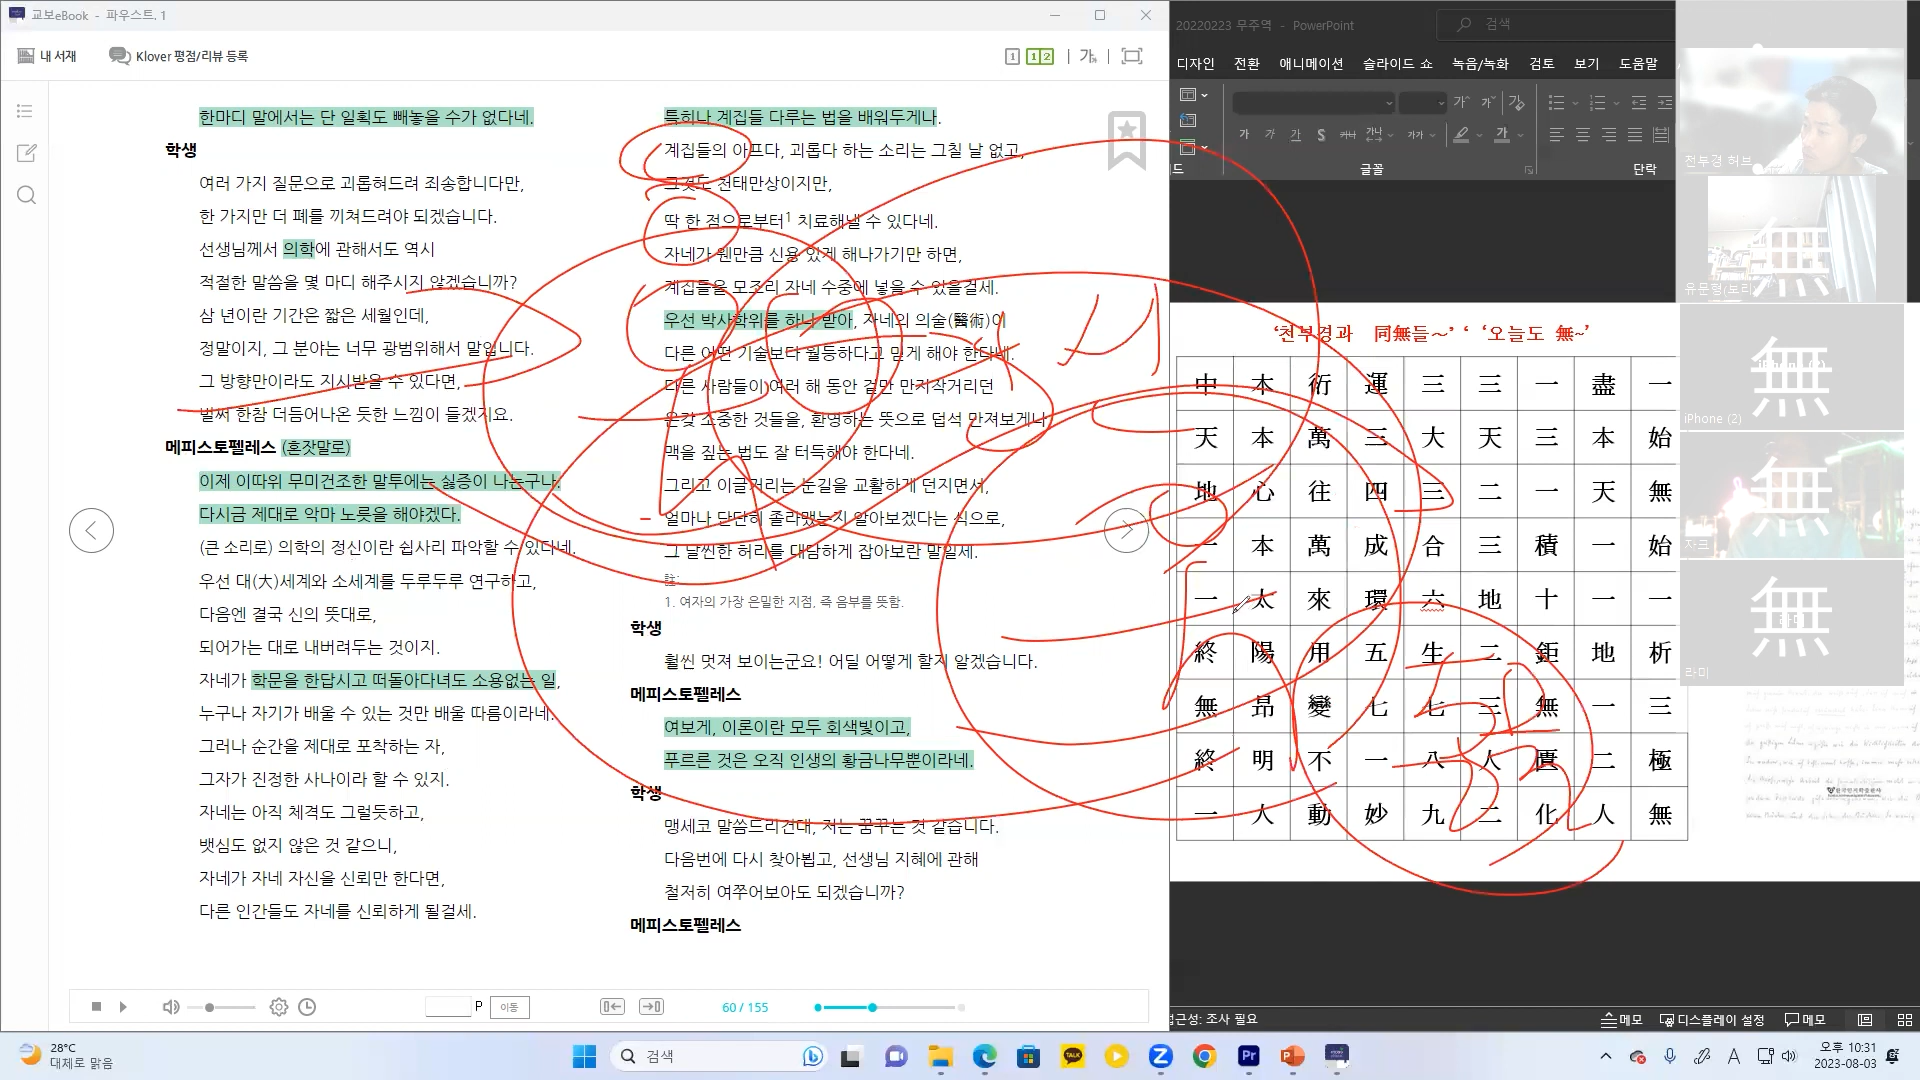 교보eBook - 파우스트. 1
내 서재
Klover 평점/리뷰 등록
한마디 말에서는 단 일획도 빼놓을 수가 없다네.
학생
여러 가지 질문으로 괴롭혀드려 죄송합니다만,
한 가지만 더 폐를 끼쳐드려야 되겠습니다.
선생님께서 의학에 관해서도 역시
적절한 말씀을 몇 마디 해주시지 않겠습니까?
삼 년이란 기간은 짧은 세월인데,
정말이지, 그 분야는 너무 광범위해서 말입니다.
그 방향만이라도 지시받을 수 있다면,
벌써 한참 더듬어나온 듯한 느낌이 들겠지요.
메피스토펠레스 (혼잣말로)
이제 이따위 무미건조한 말투에는 싫증이 나는구나.
다시금 제대로 악마 노릇을 해야겠다.
(큰 소리로) 의학의 정신이란 쉽사리 파악할 수 있다네.
우선 대(大)세계와 소세계를 두루두루 연구하고,
다음엔 결국 신의 뜻대로,
되어가는 대로 내버려두는 것이지.
자네가 학문을 한답시고 떠돌아다녀도 소용없는 일,
누구나 자기가 배울 수 있는 것만 배울 따름이라네.
그러나 순간을 제대로 포착하는 자,
그자가 진정한 사나이라 할 수 있지.
자네는 아직 체격도 그럴듯하고,
뱃심도 없지 않은 것 같으니,
자네가 자네 자신을 신뢰만 한다면,
다른 인간들도 자네를 신뢰하게 될걸세.
특히나 계집들 다루는 법을 배워두게나.
계집들의 아프다, 괴롭다 하는 소리는 그칠 날 없고,
그것도 천태만상이지만,
딱 한 점으로부터1 치료해낼 수 있다네.
자네가 웬만큼 신용 있게 해나가기만 하면,
계집들을 모조리 자네 수중에 넣을 수 있을걸세.
우선 박사학위를 하나 받아, 자네의 의술(醫術)이
다른 어떤 기술보다 월등하다고 믿게 해야 한다네.
다른 사람들이 여러 해 동안 겉만 만지작거리던
온갖 소중한 것들을, 환영하는 뜻으로 덥석 만져보게나.
맥을 짚는 법도 잘 터득해야 한다네.
그리고 이글거리는 눈길을 교활하게 던지면서,
얼마나 단단히 졸라맸는지 알아보겠다는 식으로,
그 날씬한 허리를 대담하게 잡아보란 말일세.
註:
1. 여자의 가장 은밀한 지점, 즉 음부를 뜻함.
학생
훨씬 멋져 보이는군요! 어딜 어떻게 할지 알겠습니다.
메피스토펠레스
여보게, 이론이란 모두 회색빛이고,
푸르른 것은 오직 인생의 황금나무뿐이라네.
학생
맹세코 말씀드리건대, 저는 꿈꾸는 것 같습니다.
다음번에 다시 찾아뵙고, 선생님 지혜에 관해
철저히 여쭈어보아도 되겠습니까?
메피스토펠레스
P 이동
60 / 155
20220223 무주역 - PowerPoint
검색
디자인 전환 애니메이션 슬라이드 쇼 녹음/녹화 검토 보기 도움말
드 글꼴 단락
‘천부경과 同無들~’ ‘ ‘오늘도 無~’
中 本 衍 運 三 三 一 盡 一
天 本 萬 三 大 天 三 本 始
地 心 往 四 三 二 一 天 無
一 本 萬 成 合 三 積 一 始
一 太 來 環 六 地 十 一 一
終 陽 用 五 生 二 鉅 地 析
無 昻 變 七 七 三 無 一 三
終 明 不 一 八 人 匱 二 極
一 人 動 妙 九 二 化 人 無
천부경 허브
無
無
iPhone (2)
無
자크
無
라미
접근성: 조사 필요
메모 디스플레이 설정 메모
28°C
대체로 맑음
검색
TALK
Pr
A
오후 10:31
2023-08-03